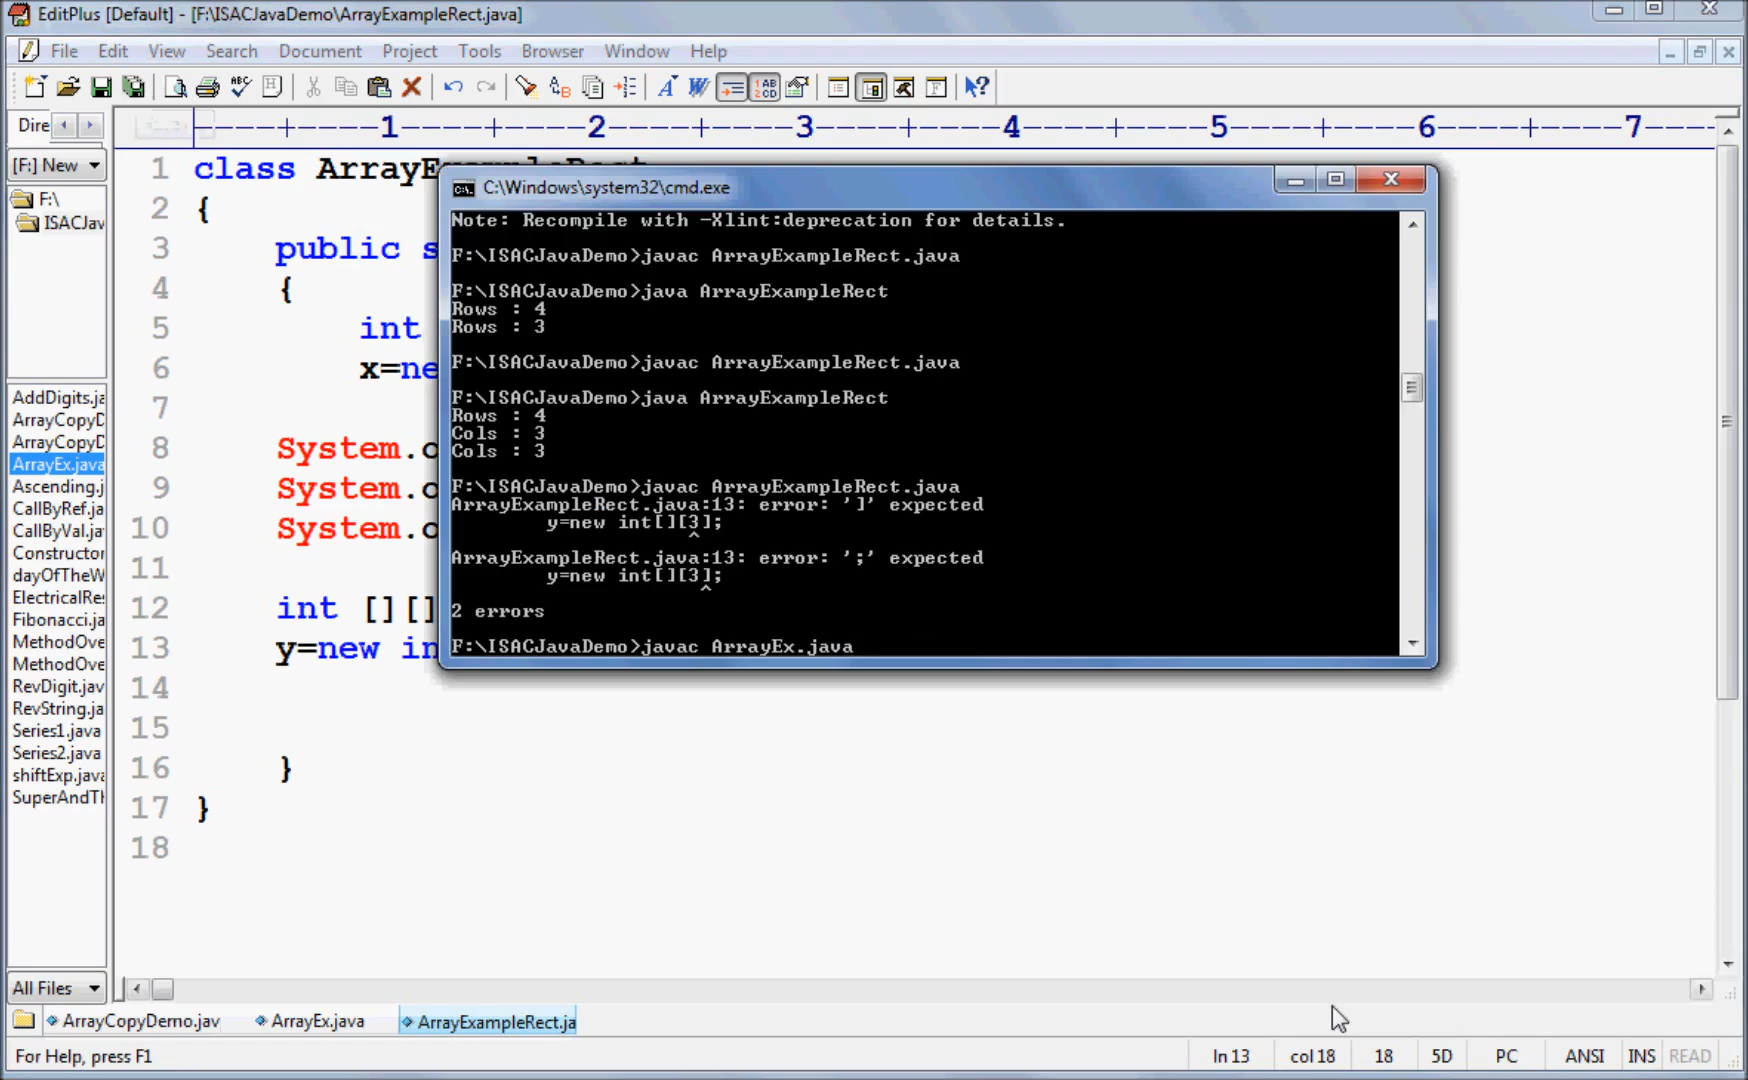 EditPlus [Default] - [F:\ISACJavaDemo\ArrayExampleRect.java]
File Edit View Search Document Project Tools Browser Window Help
Dire
----+----1----+----2----+----3----+----4----+----5----+----6----+----7----
[F:] New
F:\
ISACJav
AddDigits.ja
ArrayCopyD
ArrayCopyD
ArrayEx.java
Ascending.j
CallByRef.ja
CallByVal.ja
Constructor
dayOfTheW
ElectricalRe
Fibonacci.ja
MethodOve
MethodOve
RevDigit.jav
RevString.ja
Series1.java
Series2.java
shiftExp.java
SuperAndTh
All Files
1 class ArrayExampleRect
2 {
3 public s
4 {
5 int
6 x=ne
7
8 System.o
9 System.o
10 System.o
11
12 int [][]
13 y=new in
14
15
16 }
17 }
18
C:\Windows\system32\cmd.exe
Note: Recompile with -Xlint:deprecation for details.
F:\ISACJavaDemo>javac ArrayExampleRect.java
F:\ISACJavaDemo>java ArrayExampleRect
Rows : 4
Rows : 3
F:\ISACJavaDemo>javac ArrayExampleRect.java
F:\ISACJavaDemo>java ArrayExampleRect
Rows : 4
Cols : 3
Cols : 3
F:\ISACJavaDemo>javac ArrayExampleRect.java
ArrayExampleRect.java:13: error: ']' expected
y=new int[][3];
^
ArrayExampleRect.java:13: error: ';' expected
y=new int[][3];
^
2 errors
F:\ISACJavaDemo>javac ArrayEx.java
ArrayCopyDemo.jav ArrayEx.java ArrayExampleRect.ja
For Help, press F1 ln 13 col 18 18 5D PC ANSI INS READ